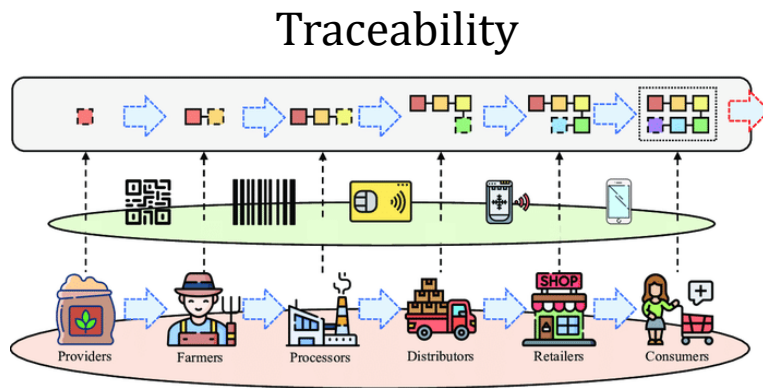 Traceability
SHOP
Providers
Farmers
Processors
Distributors
Retailers
Consumers